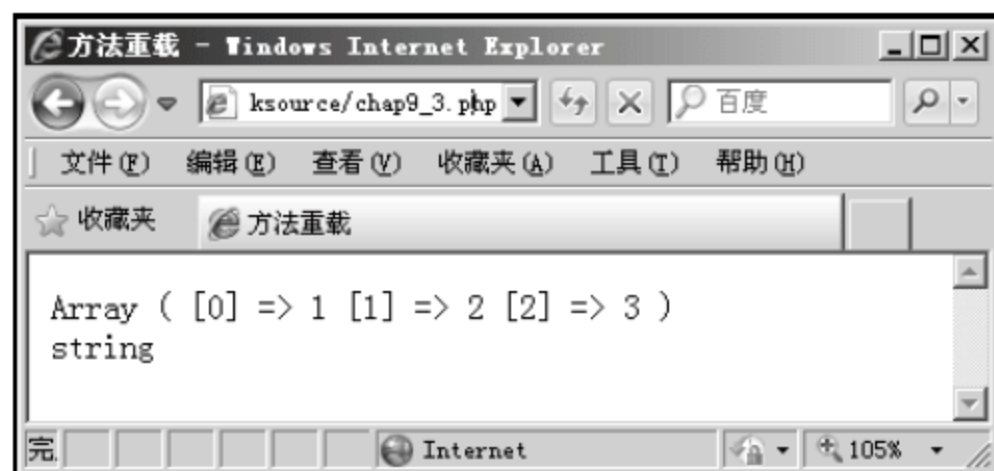 方法重载 - Windows Internet Explorer
ksource/chap9_3.php
百度
文件(F) 编辑(E) 查看(V) 收藏夹(A) 工具(T) 帮助(H)
收藏夹 方法重载
Array ( [0] => 1 [1] => 2 [2] => 3 )
string
完 Internet 105%